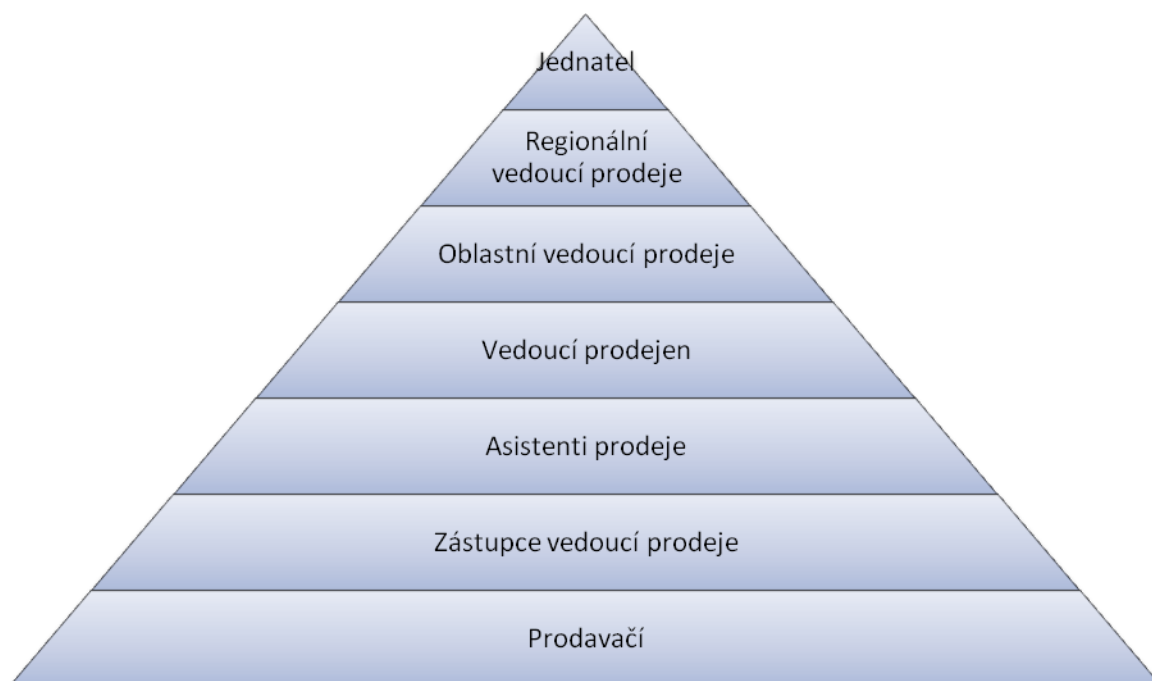 Jednatel
Regionální
vedoucí prodeje
Oblastní vedoucí prodeje
Vedoucí prodejen
Asistenti prodeje
Zástupce vedoucí prodeje
Prodavačí